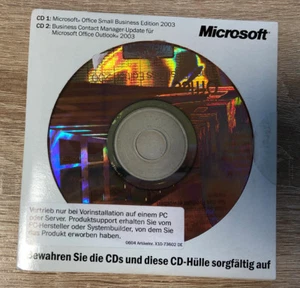 CD 1: Microsoft® Office Small Business Edition 2003
CD 2: Business Contact Manager-Update für
Microsoft Office Outlook® 2003
Microsoft®
Vertrieb nur bei Vorinstallation auf einem PC
oder Server. Produktsupport erhalten Sie vom
PC-Hersteller oder Systembuilder, von dem Sie
das Produkt erworben haben.
0804 Artikelnr. X10-73602 SE
Bewahren Sie die CDs und diese CD-Hülle sorgfältig auf